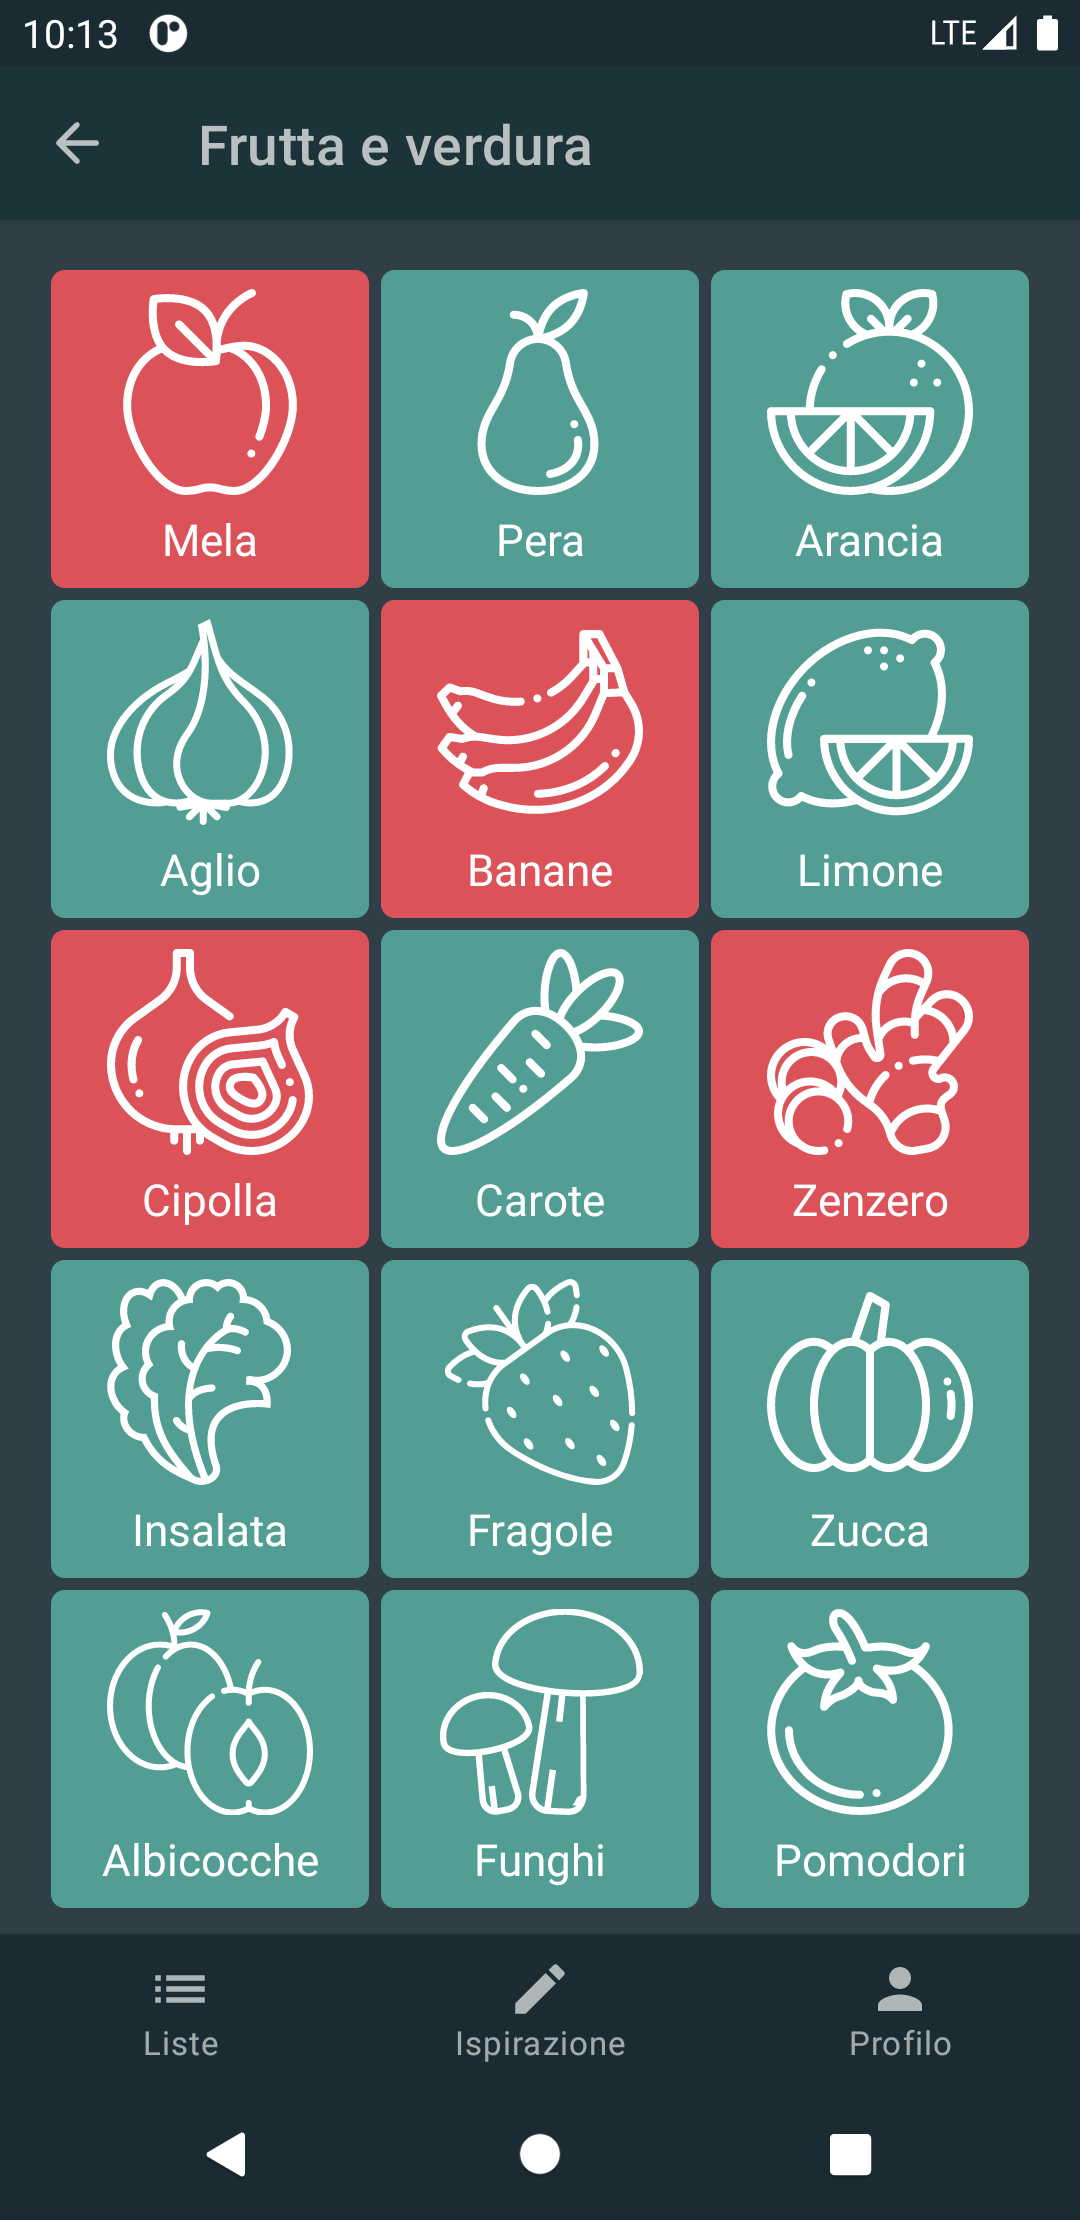 10:13 LTE
Frutta e verdura
Mela Pera Arancia
Aglio Banane Limone
Cipolla Carote Zenzero
Insalata Fragole Zucca
Albicocche Funghi Pomodori
Liste Ispirazione Profilo